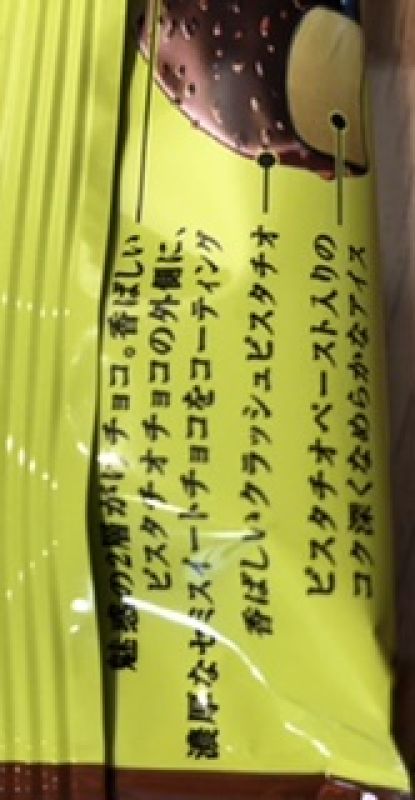 魅惑の2層がけチョコ。香ばしい
ピスタチオチョコの外側に、
濃厚なセミスイートチョコをコーティング
香ばしいクラッシュピスタチオ
ピスタチオペースト入りの
コク深くなめらかなアイス